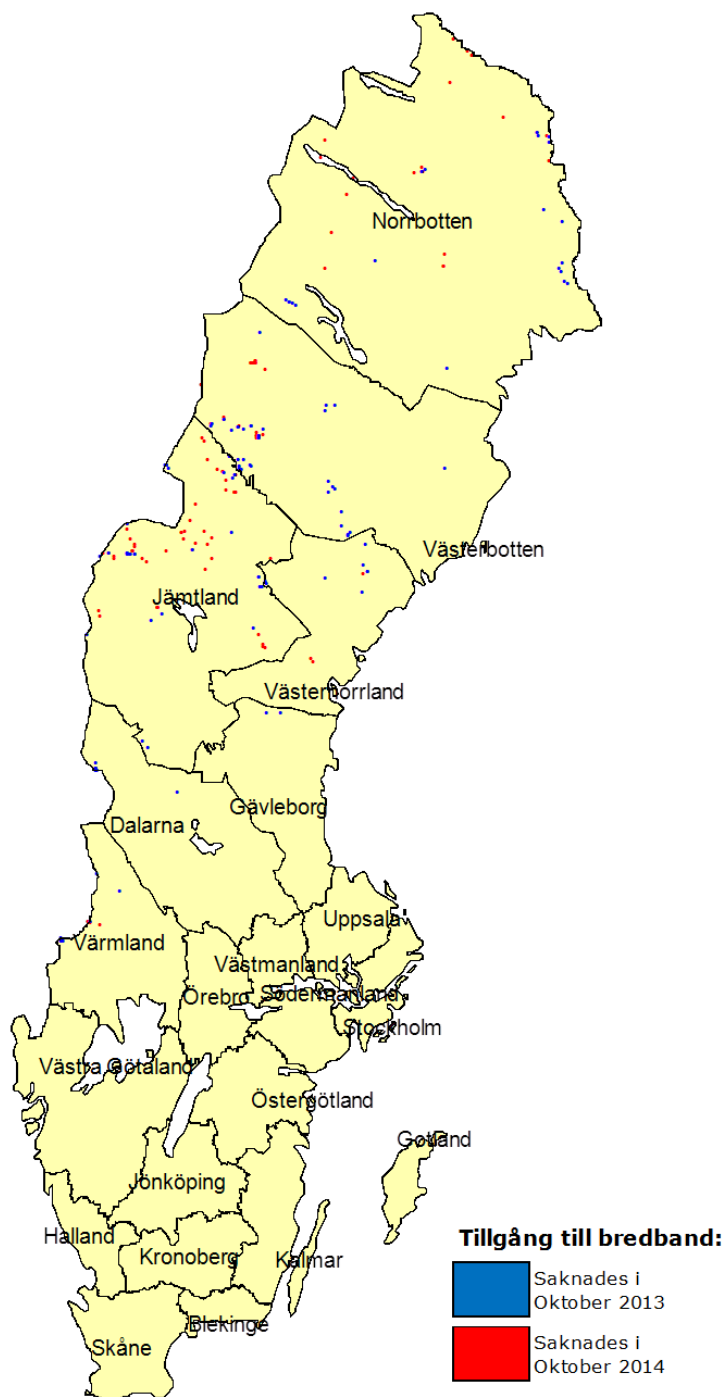 Norrbotten
Västerbotten
Jämtland
Västernorrland
Gävleborg
Dalarna
Uppsala
Värmland
Västmanland
Örebro
Södermanland
Stockholm
Västra Götaland
Östergötland
Gotland
Jönköping
Halland
Kronoberg
Kalmar
Blekinge
Skåne
Tillgång till bredband:
Saknades i
Oktober 2013
Saknades i
Oktober 2014